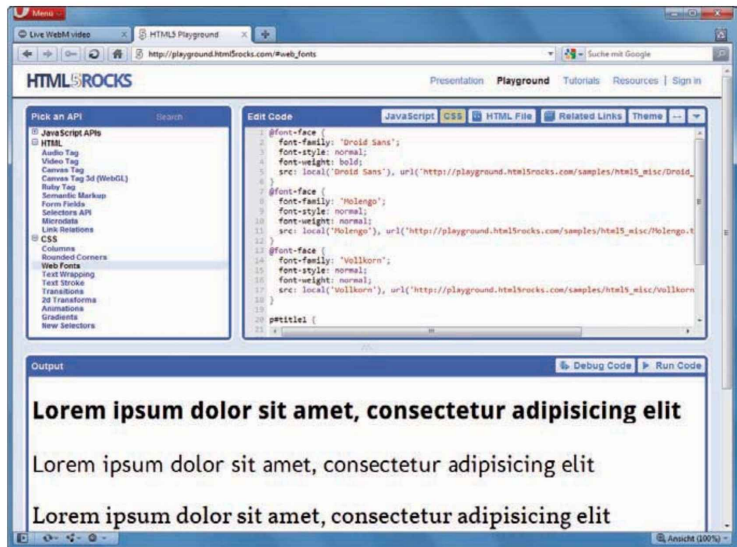 Menü
Live WebM video
HTML5 Playground
http://playground.html5rocks.com/#web_fonts
Suche mit Google
HTML5ROCKS
Presentation Playground Tutorials Resources | Sign in
Pick an API Search
JavaScript APIs
HTML
Audio Tag
Video Tag
Canvas Tag
Canvas Tag 3d (WebGL)
Ruby Tag
Semantic Markup
Form Fields
Selectors API
Microdata
Link Relations
CSS
Columns
Rounded Corners
Web Fonts
Text Wrapping
Text Stroke
Transitions
2d Transforms
Animations
Gradients
New Selectors
Edit Code JavaScript CSS HTML File Related Links Theme --
1 @font-face {
2 font-family: 'Droid Sans';
3 font-style: normal;
4 font-weight: bold;
5 src: local('Droid Sans'), url('http://playground.html5rocks.com/samples/html5_misc/Droid_
6 }
7 @font-face {
8 font-family: 'Molengo';
9 font-style: normal;
10 font-weight: normal;
11 src: local('Molengo'), url('http://playground.html5rocks.com/samples/html5_misc/Molengo.t
12 }
13 @font-face {
14 font-family: 'Vollkorn';
15 font-style: normal;
16 font-weight: normal;
17 src: local('Vollkorn'), url('http://playground.html5rocks.com/samples/html5_misc/Vollkorn
18 }
19
20 p#title1 {
21
Output Debug Code Run Code
Lorem ipsum dolor sit amet, consectetur adipisicing elit
Lorem ipsum dolor sit amet, consectetur adipisicing elit
Lorem ipsum dolor sit amet, consectetur adipisicing elit
Ansicht (100%)